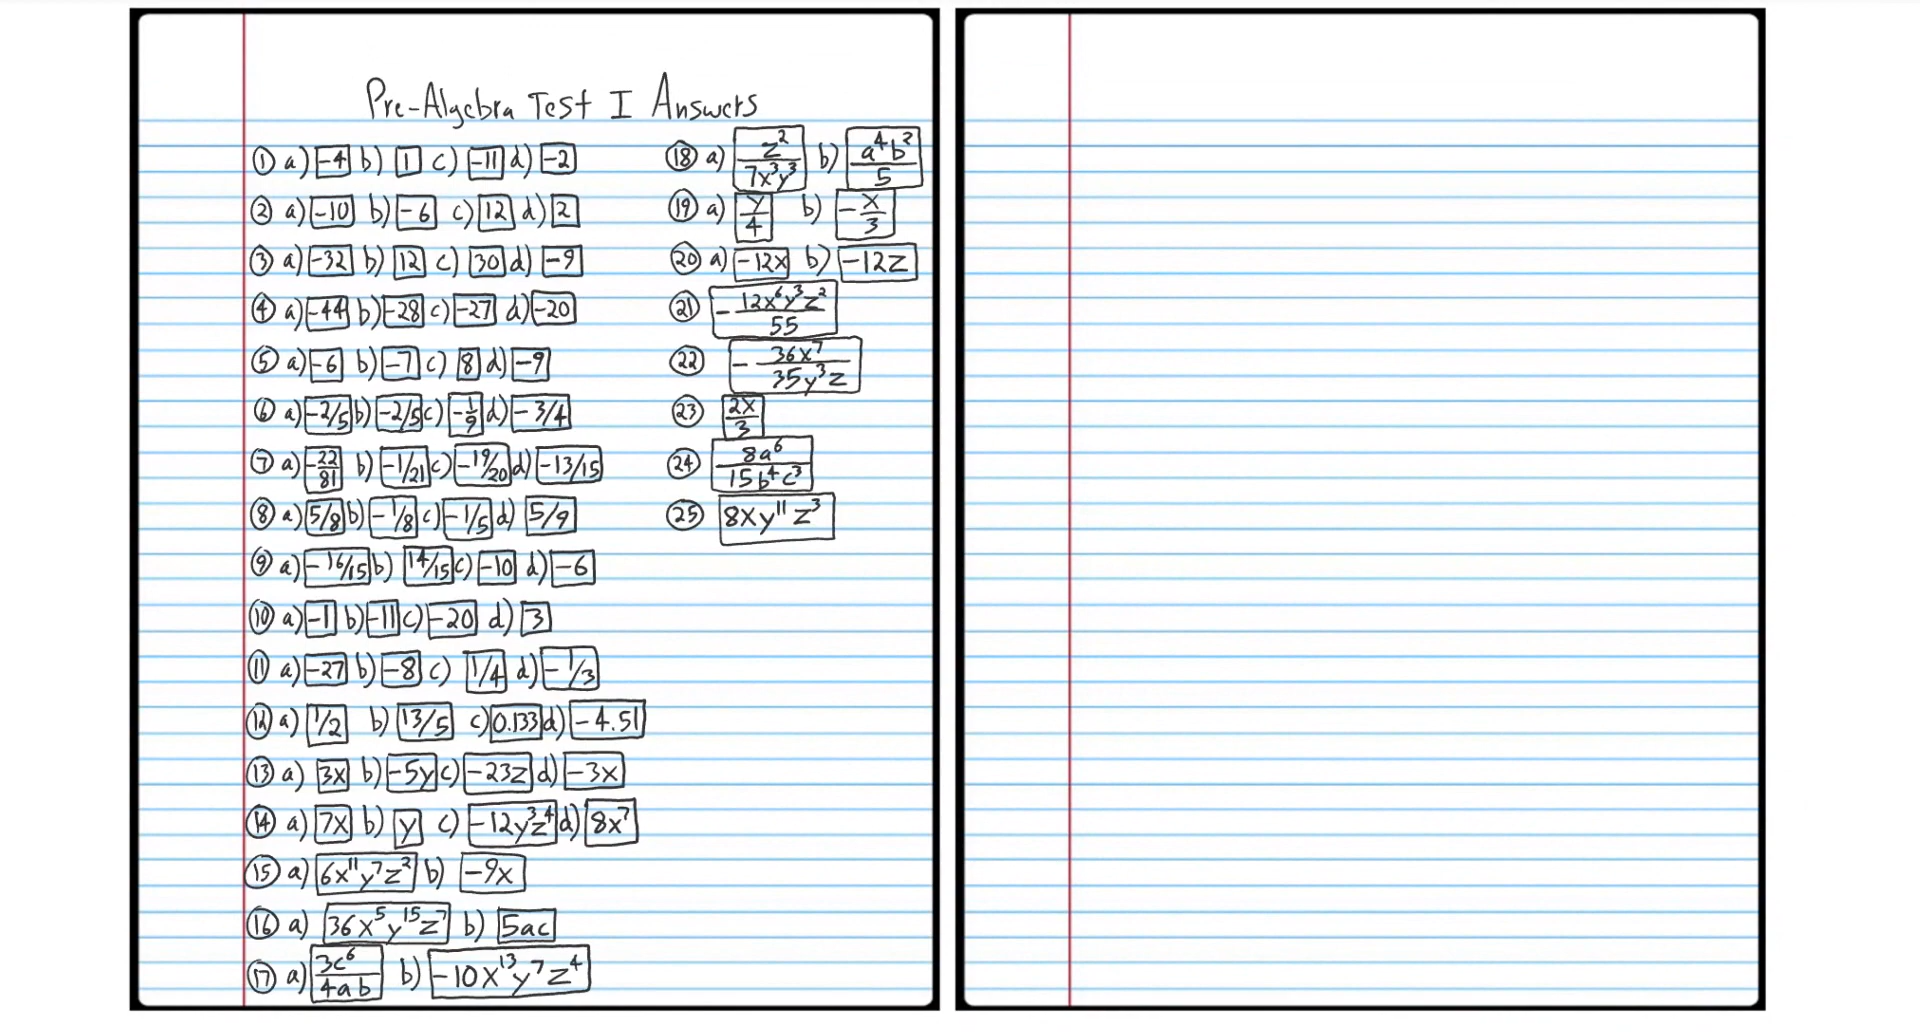 Pre-Algebra Test I Answers
① a) -4 b) 1 c) -11 d) -2
② a) -10 b) -6 c) 12 d) 2
③ a) -32 b) 12 c) 30 d) -9
④ a) -44 b) -28 c) -27 d) -20
⑤ a) -6 b) -7 c) 8 d) -9
⑥ a) -2/5 b) -2/5 c) -1/9 d) -3/4
⑦ a) -22/81 b) -1/21 c) -19/20 d) -13/15
⑧ a) 5/8 b) -1/8 c) -1/5 d) 5/9
⑨ a) -16/15 b) 14/15 c) -10 d) -6
⑩ a) -1 b) -11 c) -20 d) 3
⑪ a) -27 b) -8 c) 1/4 d) -1/3
⑫ a) 1/2 b) 13/5 c) 0.133 d) -4.51
⑬ a) 3x b) -5y c) -23z d) -3x
⑭ a) 7x b) y c) -12y³z⁴ d) 8x⁷
⑮ a) 6x¹¹y⁷z² b) -9x
⑯ a) 36x⁵y¹⁵z⁷ b) 5ac
⑰ a) 3c⁶/4ab b) -10x¹³y⁷z⁴
⑱ a) z²/7x³y³ b) a⁴b²/5
⑲ a) y/4 b) -x/3
⑳ a) -12x b) -12z
㉑ -12x⁶y³z²/55
㉒ -36x⁷/35y³z
㉓ 2x/3
㉔ 8a⁶/15b⁴c³
㉕ 8xy¹¹z³